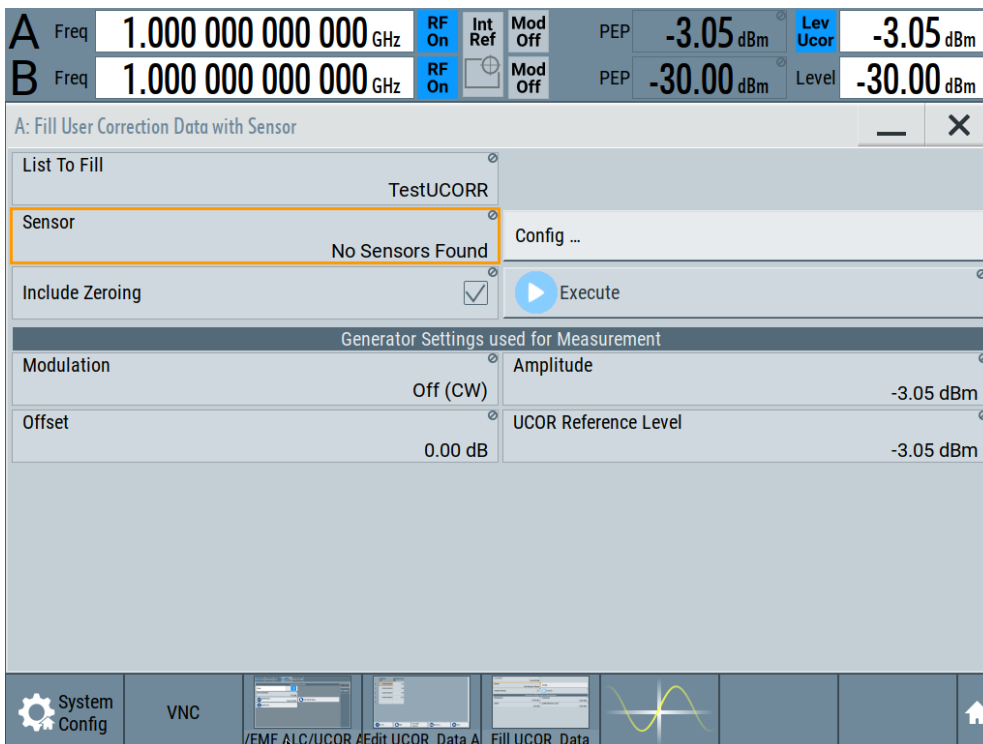 A Freq 1.000 000 000 000 GHz RF On Int Ref Mod Off PEP -3.05 dBm Lev Ucor -3.05 dBm
B Freq 1.000 000 000 000 GHz RF On Mod Off PEP -30.00 dBm Level -30.00 dBm
A: Fill User Correction Data with Sensor
List To Fill
TestUCORR
Sensor
No Sensors Found
Config ...
Include Zeroing
Execute
Generator Settings used for Measurement
Modulation
Off (CW)
Amplitude
-3.05 dBm
Offset
0.00 dB
UCOR Reference Level
-3.05 dBm
System Config
VNC
/EMF ALC/UCOR A
Edit UCOR Data A
Fill UCOR Data